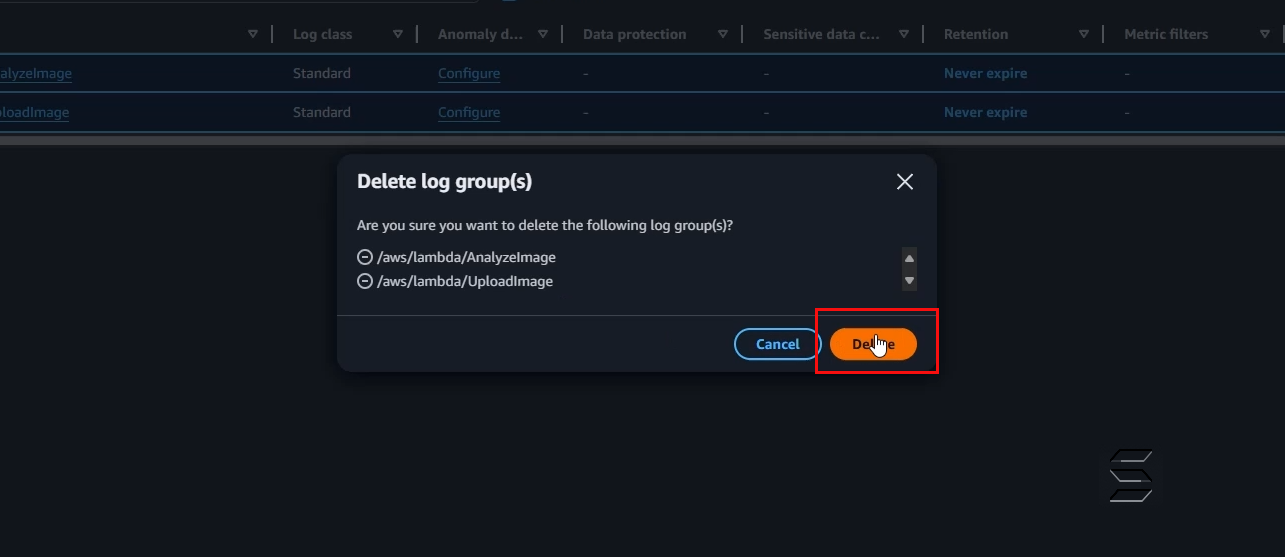 Log class Anomaly d... Data protection Sensitive data c... Retention Metric filters
alyzeImage Standard Configure - - Never expire -
loadImage Standard Configure - - Never expire -
Delete log group(s)
Are you sure you want to delete the following log group(s)?
/aws/lambda/AnalyzeImage
/aws/lambda/UploadImage
Cancel Delete